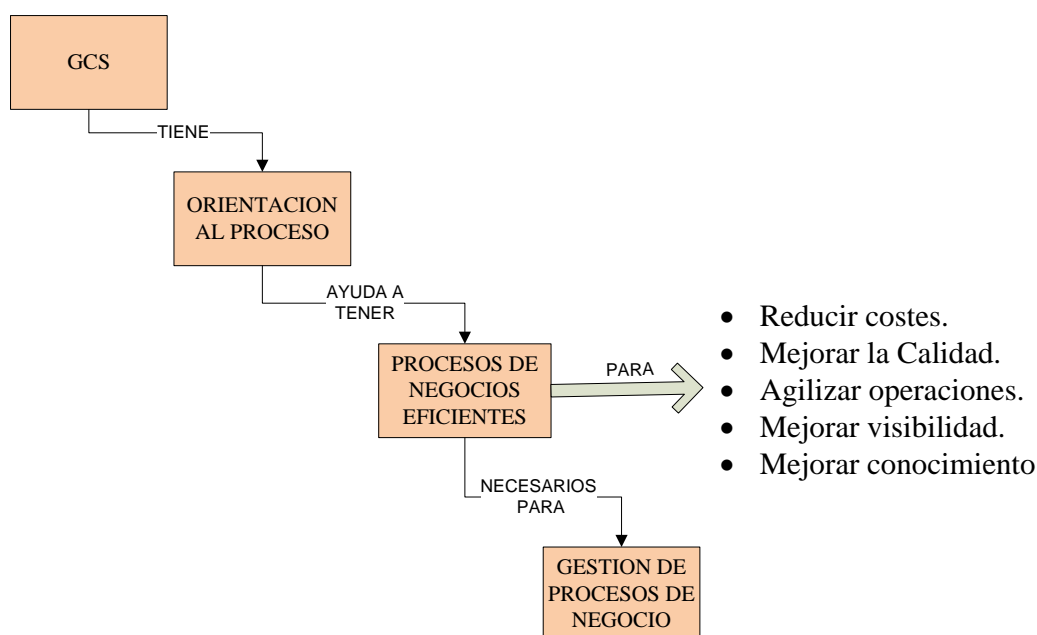 GCS
TIENE
ORIENTACION
AL PROCESO
AYUDA A
TENER
PROCESOS DE
NEGOCIOS
EFICIENTES
PARA
• Reducir costes.
• Mejorar la Calidad.
• Agilizar operaciones.
• Mejorar visibilidad.
• Mejorar conocimiento
NECESARIOS
PARA
GESTION DE
PROCESOS DE
NEGOCIO